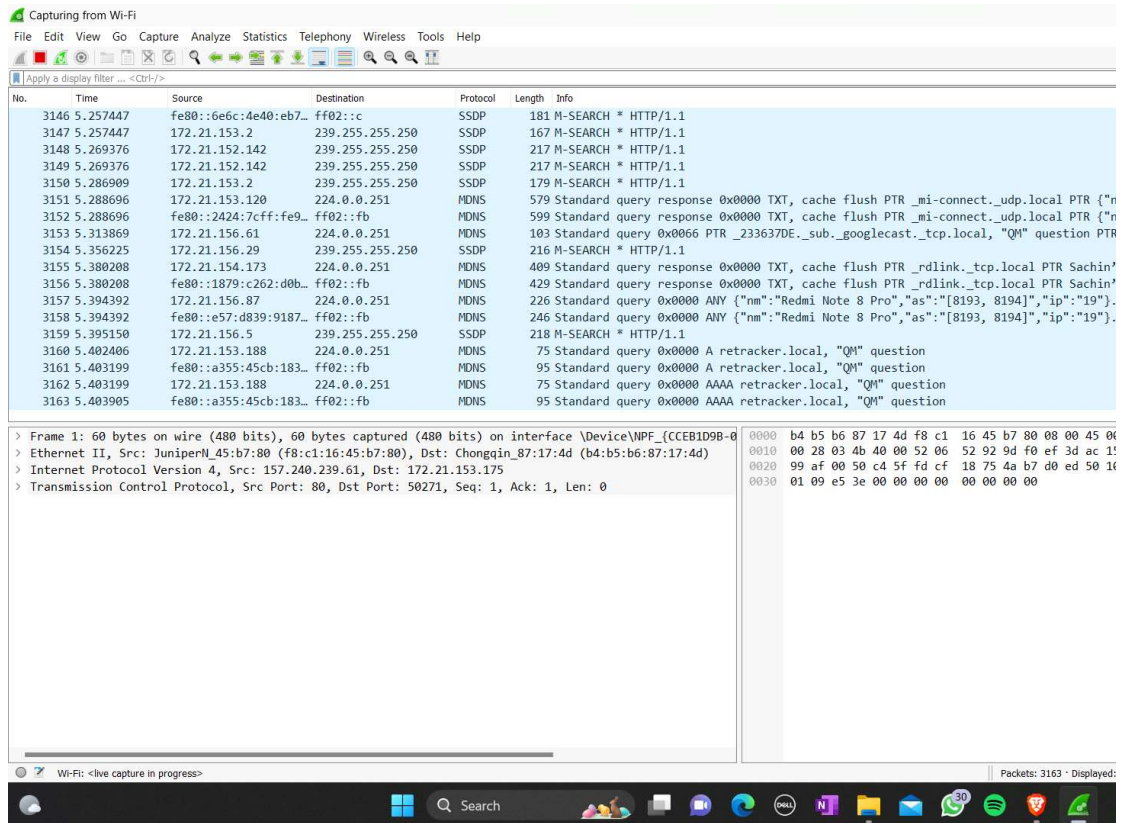 Capturing from Wi-Fi
File Edit View Go Capture Analyze Statistics Telephony Wireless Tools Help
Apply a display filter ... <Ctrl-/>
No. Time Source Destination Protocol Length Info
3146 5.257447 fe80::6e6c:4e40:eb7… ff02::c SSDP 181 M-SEARCH * HTTP/1.1
3147 5.257447 172.21.153.2 239.255.255.250 SSDP 167 M-SEARCH * HTTP/1.1
3148 5.269376 172.21.152.142 239.255.255.250 SSDP 217 M-SEARCH * HTTP/1.1
3149 5.269376 172.21.152.142 239.255.255.250 SSDP 217 M-SEARCH * HTTP/1.1
3150 5.286909 172.21.153.2 239.255.255.250 SSDP 179 M-SEARCH * HTTP/1.1
3151 5.288696 172.21.153.120 224.0.0.251 MDNS 579 Standard query response 0x0000 TXT, cache flush PTR _mi-connect._udp.local PTR {"n
3152 5.288696 fe80::2424:7cff:fe9… ff02::fb MDNS 599 Standard query response 0x0000 TXT, cache flush PTR _mi-connect._udp.local PTR {"n
3153 5.313869 172.21.156.61 224.0.0.251 MDNS 103 Standard query 0x0066 PTR _233637DE._sub._googlecast._tcp.local, "QM" question PTR
3154 5.356225 172.21.156.29 239.255.255.250 SSDP 216 M-SEARCH * HTTP/1.1
3155 5.380208 172.21.154.173 224.0.0.251 MDNS 409 Standard query response 0x0000 TXT, cache flush PTR _rdlink._tcp.local PTR Sachin’
3156 5.380208 fe80::1879:c262:d0b… ff02::fb MDNS 429 Standard query response 0x0000 TXT, cache flush PTR _rdlink._tcp.local PTR Sachin’
3157 5.394392 172.21.156.87 224.0.0.251 MDNS 226 Standard query 0x0000 ANY {"nm":"Redmi Note 8 Pro","as":"[8193, 8194]","ip":"19"}.
3158 5.394392 fe80::e57:d839:9187… ff02::fb MDNS 246 Standard query 0x0000 ANY {"nm":"Redmi Note 8 Pro","as":"[8193, 8194]","ip":"19"}.
3159 5.395150 172.21.156.5 239.255.255.250 SSDP 218 M-SEARCH * HTTP/1.1
3160 5.402406 172.21.153.188 224.0.0.251 MDNS 75 Standard query 0x0000 A retracker.local, "QM" question
3161 5.403199 fe80::a355:45cb:183… ff02::fb MDNS 95 Standard query 0x0000 A retracker.local, "QM" question
3162 5.403199 172.21.153.188 224.0.0.251 MDNS 75 Standard query 0x0000 AAAA retracker.local, "QM" question
3163 5.403905 fe80::a355:45cb:183… ff02::fb MDNS 95 Standard query 0x0000 AAAA retracker.local, "QM" question
> Frame 1: 60 bytes on wire (480 bits), 60 bytes captured (480 bits) on interface \Device\NPF_{CCEB1D9B-0
> Ethernet II, Src: JuniperN_45:b7:80 (f8:c1:16:45:b7:80), Dst: Chongqin_87:17:4d (b4:b5:b6:87:17:4d)
> Internet Protocol Version 4, Src: 157.240.239.61, Dst: 172.21.153.175
> Transmission Control Protocol, Src Port: 80, Dst Port: 50271, Seq: 1, Ack: 1, Len: 0
0000 b4 b5 b6 87 17 4d f8 c1 16 45 b7 80 08 00 45 00
0010 00 28 03 4b 40 00 52 06 52 92 9d f0 ef 3d ac 15
0020 99 af 00 50 c4 5f fd cf 18 75 4a b7 d0 ed 50 10
0030 01 09 e5 3e 00 00 00 00 00 00 00 00
Wi-Fi: <live capture in progress>
Packets: 3163 · Displayed:
Search
DELL
N
30